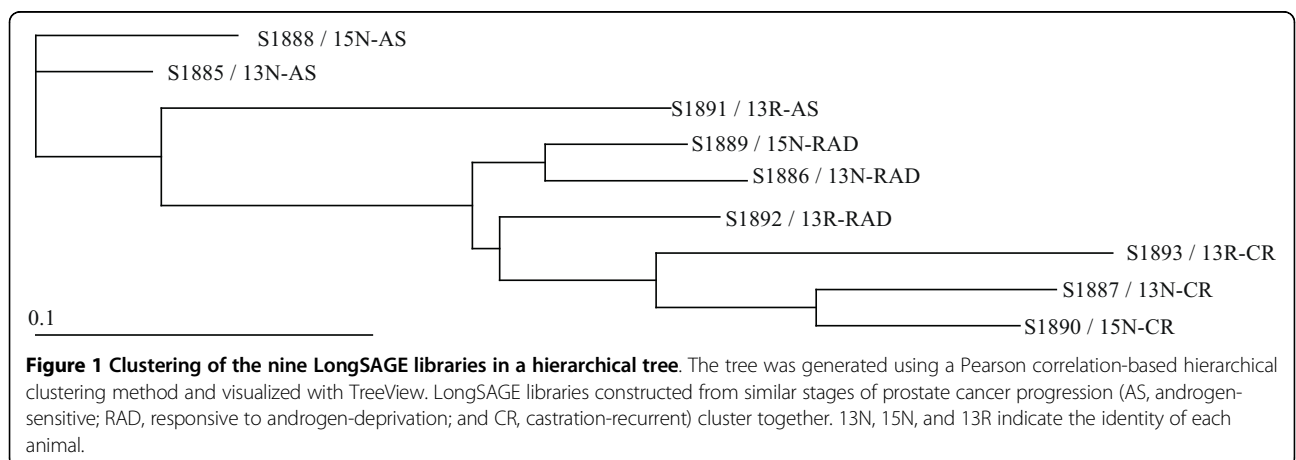 S1888 / 15N-AS
S1885 / 13N-AS
S1891 / 13R-AS
S1889 / 15N-RAD
S1886 / 13N-RAD
S1892 / 13R-RAD
S1893 / 13R-CR
S1887 / 13N-CR
S1890 / 15N-CR
0.1
Figure 1 Clustering of the nine LongSAGE libraries in a hierarchical tree. The tree was generated using a Pearson correlation-based hierarchical
clustering method and visualized with TreeView. LongSAGE libraries constructed from similar stages of prostate cancer progression (AS, androgen-
sensitive; RAD, responsive to androgen-deprivation; and CR, castration-recurrent) cluster together. 13N, 15N, and 13R indicate the identity of each
animal.